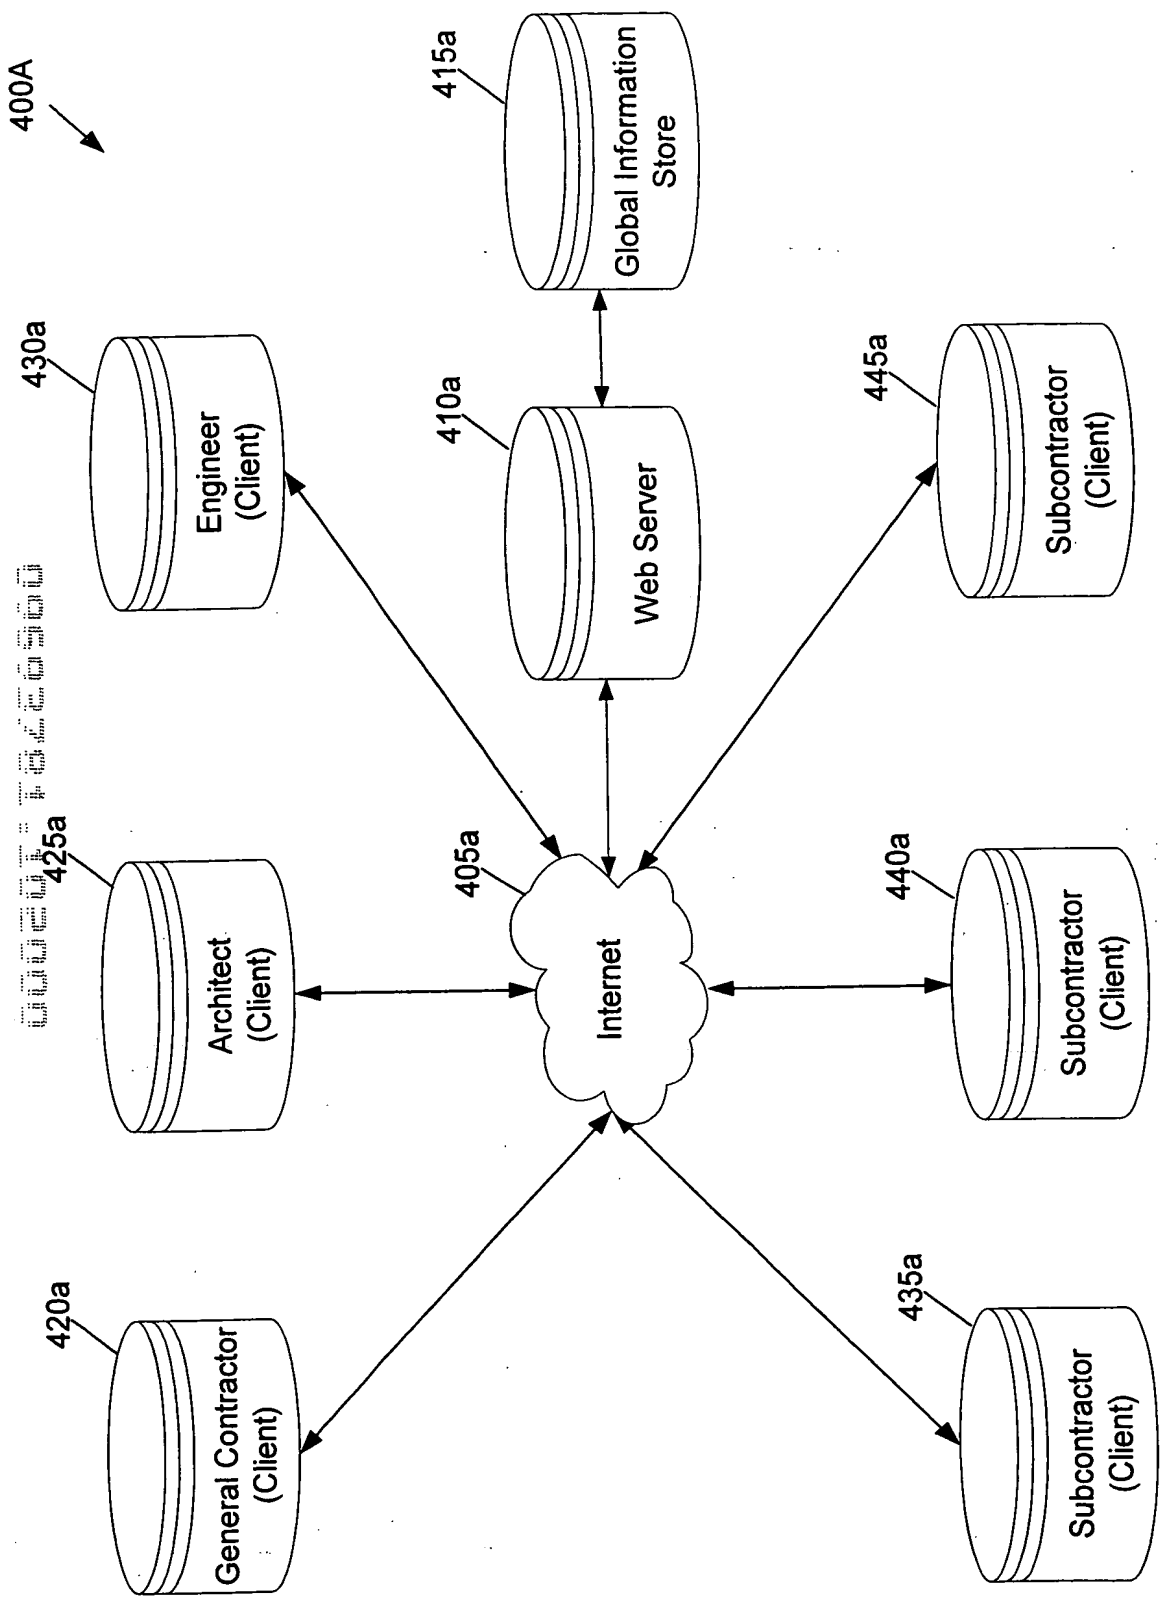 400A
420a
425a
430a
General Contractor
(Client)
Architect
(Client)
Engineer
(Client)
405a
410a
415a
Internet
Web Server
Global Information
Store
435a
440a
445a
Subcontractor
(Client)
Subcontractor
(Client)
Subcontractor
(Client)